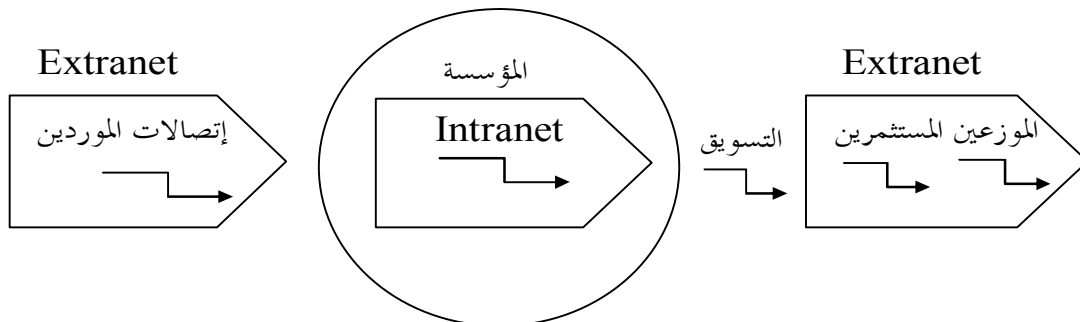 Extranet
إتصالات الموردين
المؤسسة
Intranet
التسويق
Extranet
الموزعين المستثمرين